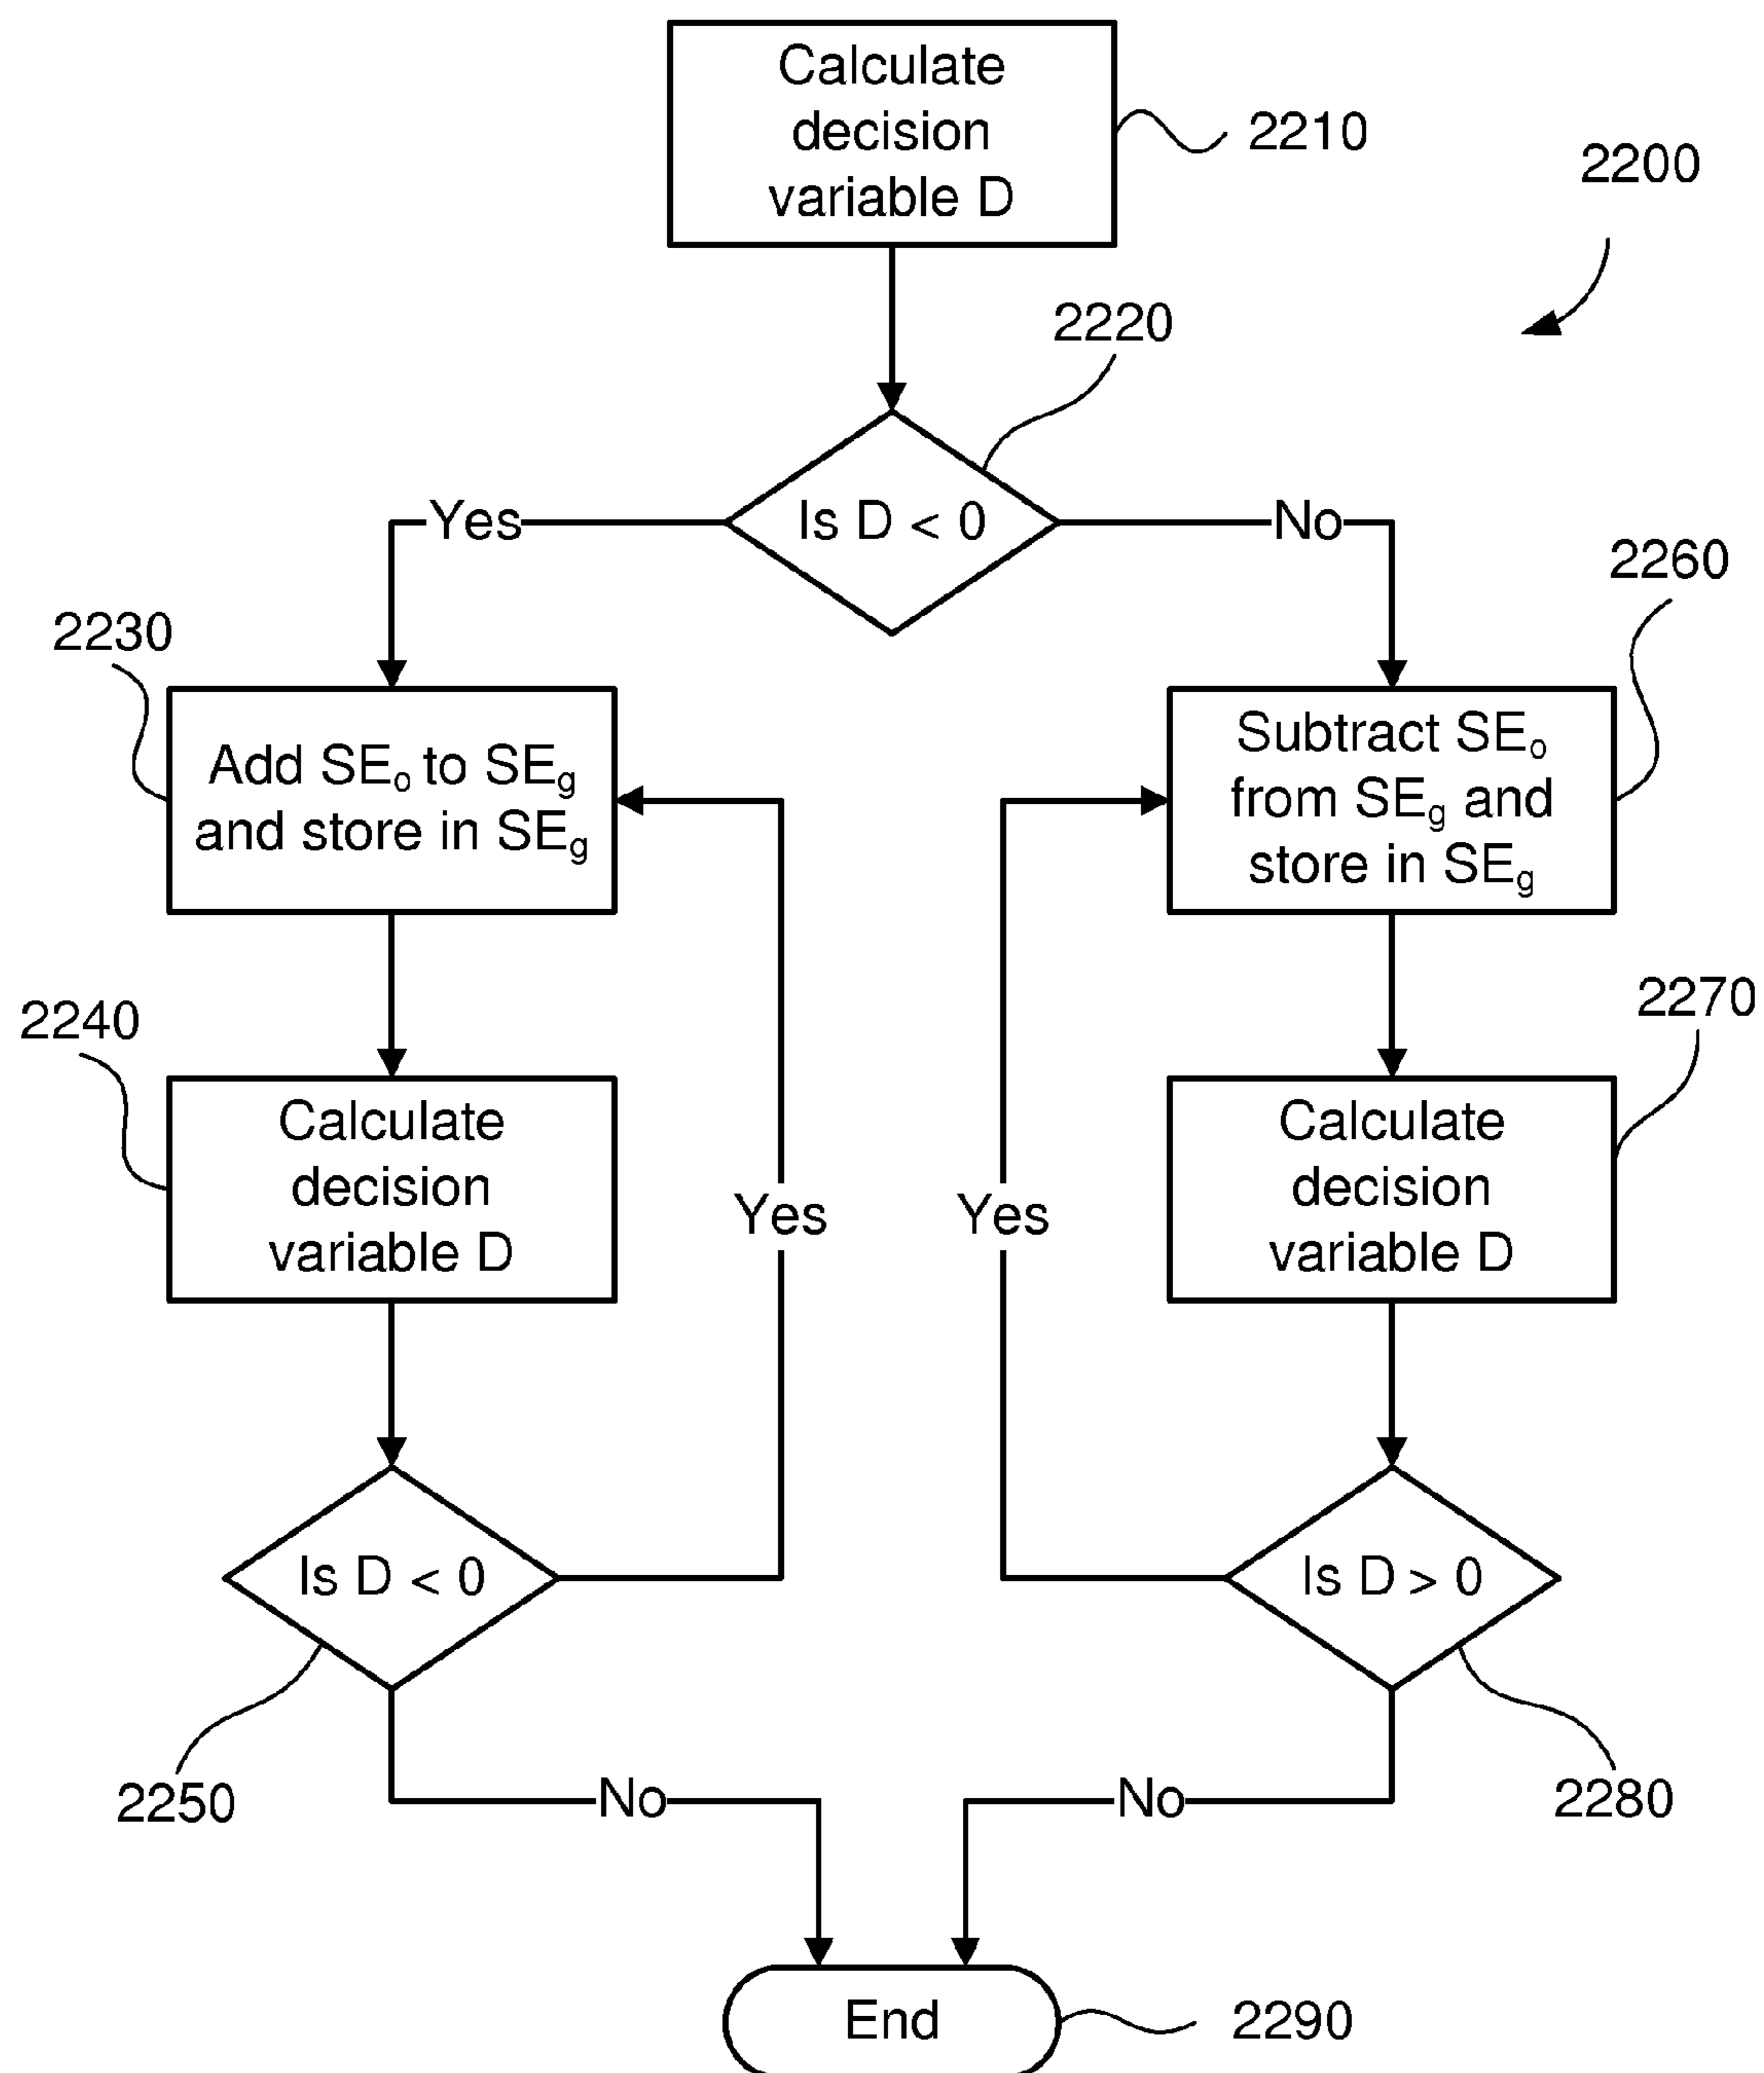 Calculate
decision
variable D
2210
2200
2220
Is D < 0
Yes
No
2260
2230
Add SEo to SEg
and store in SEg
Subtract SEo
from SEg and
store in SEg
2240
2270
Calculate
decision
variable D
Calculate
decision
variable D
Yes
Yes
Is D < 0
Is D > 0
2250
No
No
2280
End
2290